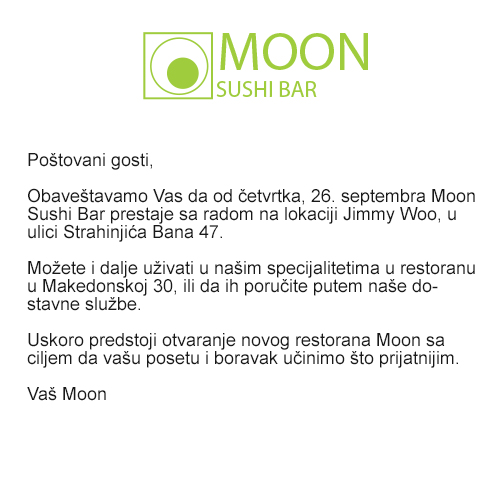 MOON
SUSHI BAR
Poštovani gosti,
Obaveštavamo Vas da od četvrtka, 26. septembra Moon
Sushi Bar prestaje sa radom na lokaciji Jimmy Woo, u
ulici Strahinjića Bana 47.
Možete i dalje uživati u našim specijalitetima u restoranu
u Makedonskoj 30, ili da ih poručite putem naše do-
stavne službe.
Uskoro predstoji otvaranje novog restorana Moon sa
ciljem da vašu posetu i boravak učinimo što prijatnijim.
Vaš Moon